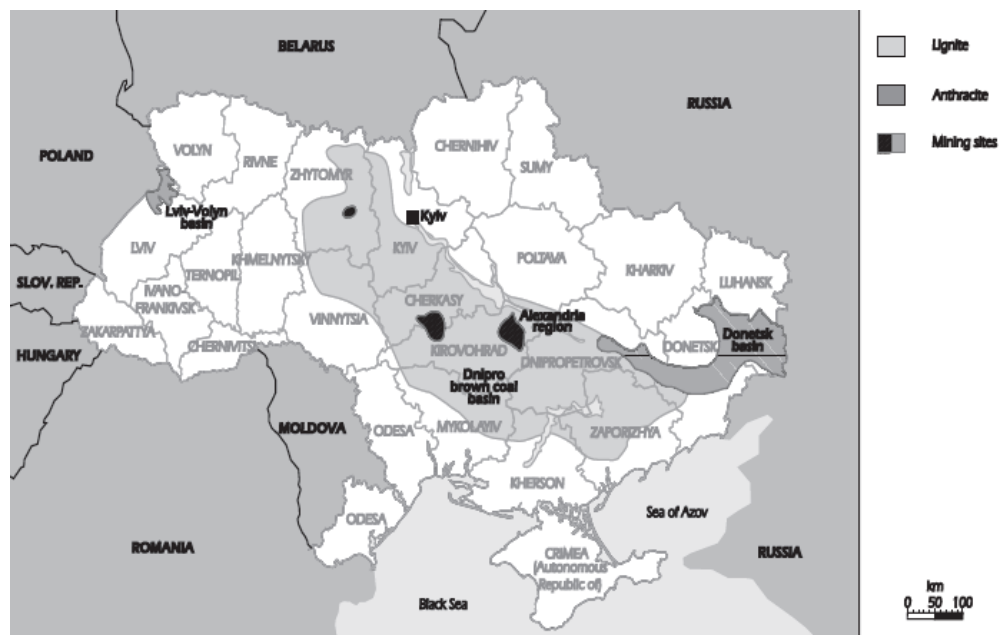 BELARUS
RUSSIA
POLAND
VOLYN
RIVNE
ZHYTOMYR
CHERNIHIV
SUMY
Lviv-Volyn
basin
Kyiv
LVIV
KHMELNYTSKY
TERNOPIL
KYIV
POLTAVA
KHARKIV
LUHANSK
SLOV. REP.
IVANO-
FRANKIVSK
CHERKASY
VINNYTSIA
Alexandria
region
ZAKARPATTYA
CHERNIVITSI
KIROVOHRAD
DONETSK
Donetsk
basin
HUNGARY
DNIPROPETROVSK
Dnipro
brown coal
basin
MOLDOVA
ODESA
MYKOLAYIV
ZAPORIZHYA
KHERSON
ODESA
Sea of Azov
ROMANIA
CRIMEA
(Autonomous
Republic of)
RUSSIA
Black Sea
Lignite
Anthracite
Mining sites
km
0 50 100